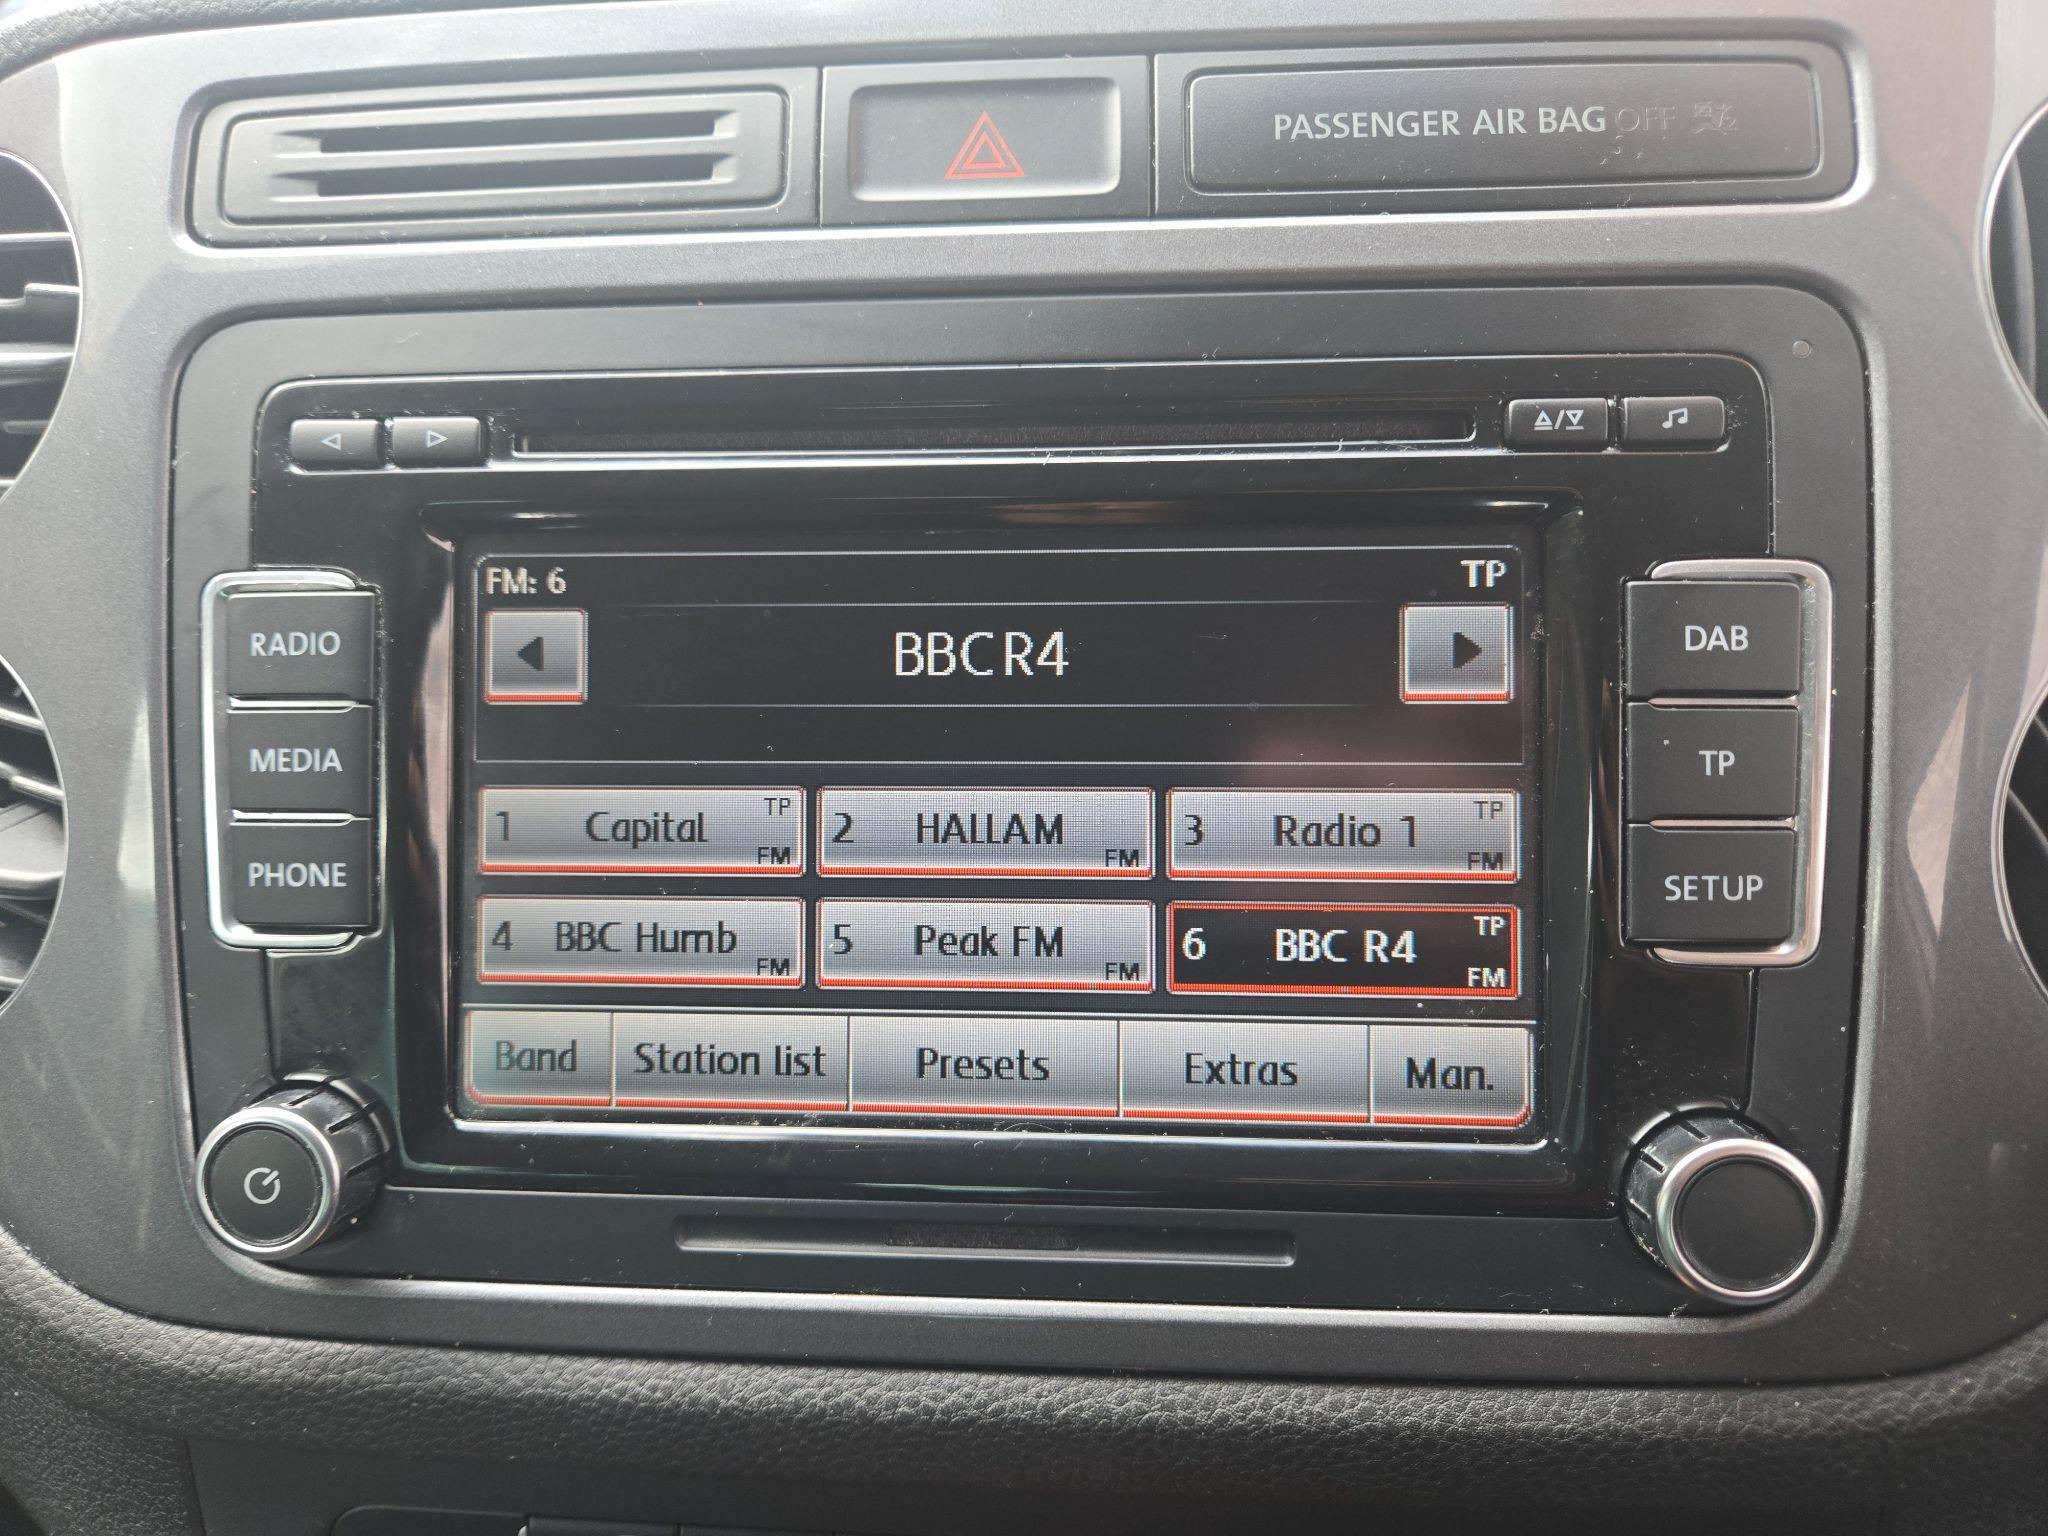 PASSENGER AIR BAG OFF
FM: 6
TP
BBC R4
RADIO
MEDIA
PHONE
DAB
TP
SETUP
1 Capital TP FM
2 HALLAM FM
3 Radio 1 TP FM
4 BBC Humb FM
5 Peak FM FM
6 BBC R4 TP FM
Band
Station list
Presets
Extras
Man.